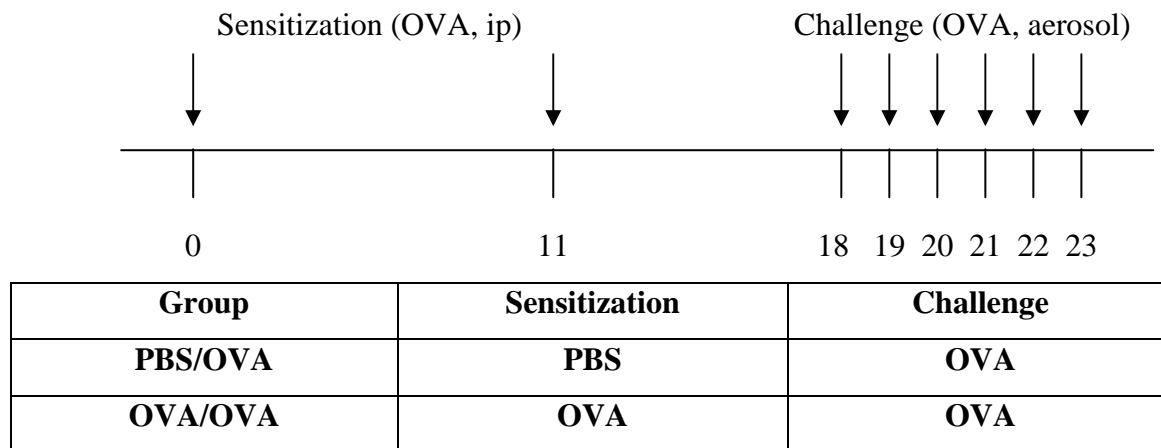 Sensitization (OVA, ip) Challenge (OVA, aerosol)
0 11 18 19 20 21 22 23
Group Sensitization Challenge
PBS/OVA PBS OVA
OVA/OVA OVA OVA